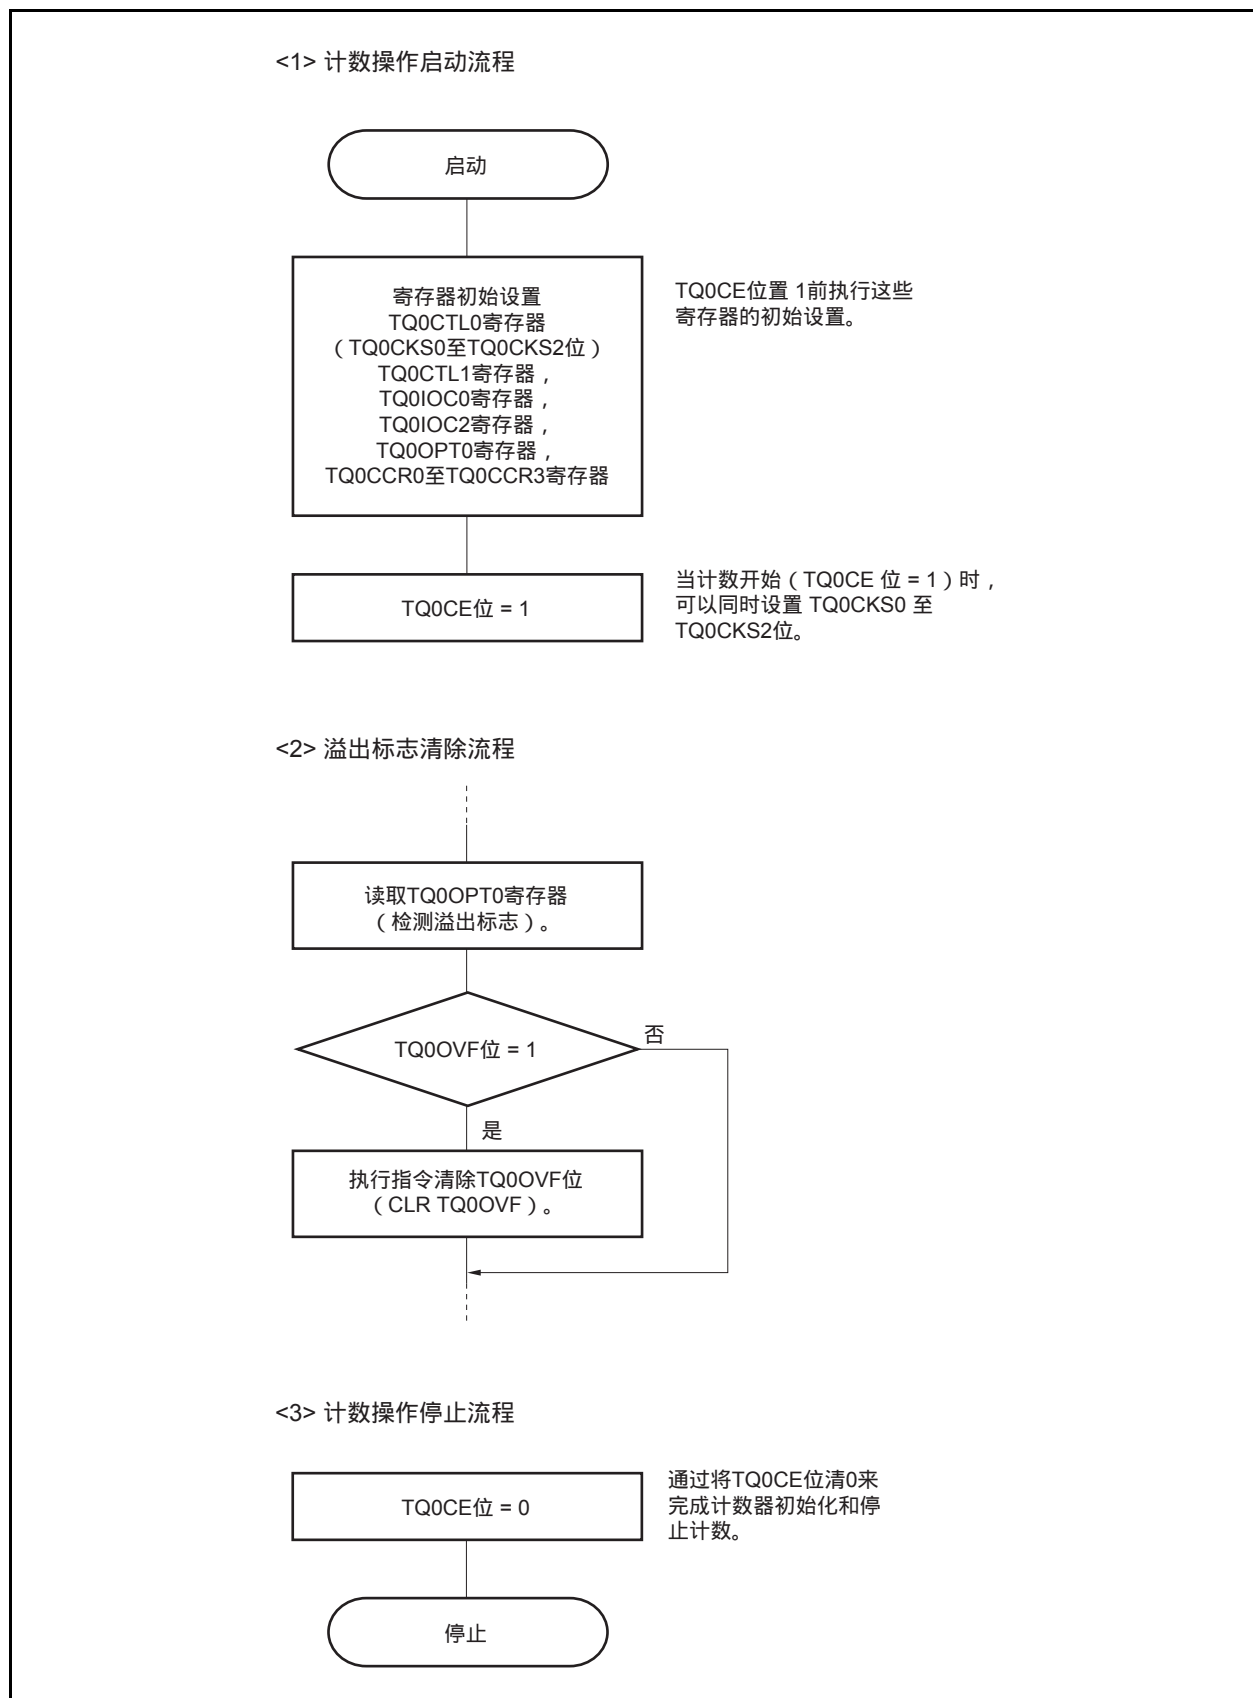 <1> 计数操作启动流程
启动
寄存器初始设置
TQ0CTL0寄存器
（TQ0CKS0至TQ0CKS2位）
TQ0CTL1寄存器，
TQ0IOC0寄存器，
TQ0IOC2寄存器，
TQ0OPT0寄存器，
TQ0CCR0至TQ0CCR3寄存器
TQ0CE位置 1前执行这些
寄存器的初始设置。
TQ0CE位 = 1
当计数开始（TQ0CE 位 = 1）时，
可以同时设置 TQ0CKS0 至
TQ0CKS2位。
<2> 溢出标志清除流程
读取TQ0OPT0寄存器
（检测溢出标志）。
TQ0OVF位 = 1
否
是
执行指令清除TQ0OVF位
（CLR TQ0OVF）。
<3> 计数操作停止流程
TQ0CE位 = 0
通过将TQ0CE位清0来
完成计数器初始化和停
止计数。
停止